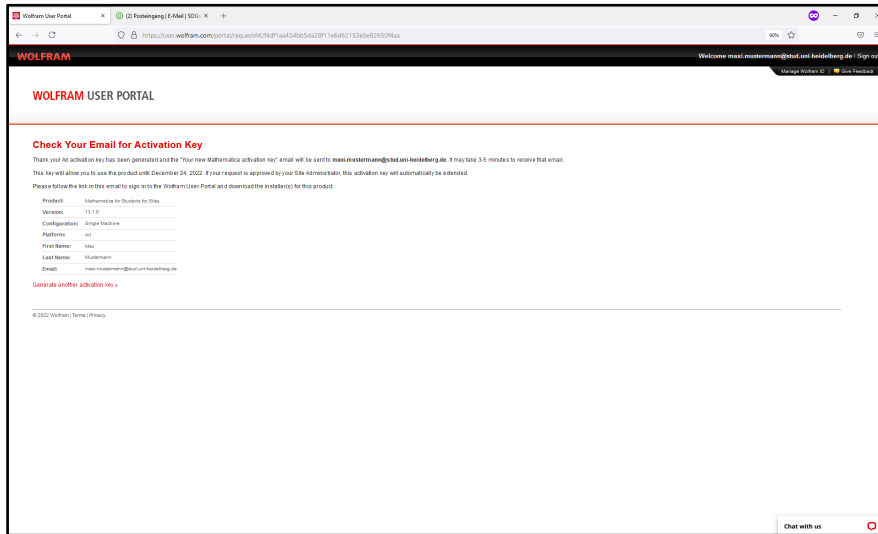 Wolfram User Portal
(2) Posteingang | E-Mail | SOGo
https://user.wolfram.com/portal/requestAK/f4df1aa454bb5da28f11e6d62153e5e82650f4aa
90%
WOLFRAM
Welcome maxi.mustermann@stud.uni-heidelberg.de | Sign out
Manage Wolfram ID | Give Feedback
WOLFRAM USER PORTAL
Check Your Email for Activation Key
Thank you! An activation key has been generated and the "Your new Mathematica activation key" email will be sent to maxi.mustermann@stud.uni-heidelberg.de. It may take 3-5 minutes to receive that email.
This key will allow you to use the product until December 24, 2022. If your request is approved by your Site Administrator, this activation key will automatically be extended.
Please follow the link in this email to sign in to the Wolfram User Portal and download the installer(s) for this product.
Product: Mathematica for Students for Sites
Version: 13.1.0
Configuration: Single Machine
Platform: All
First Name: Max
Last Name: Mustermann
Email: maxi.mustermann@stud.uni-heidelberg.de
Generate another activation key »
© 2022 Wolfram | Terms | Privacy
Chat with us